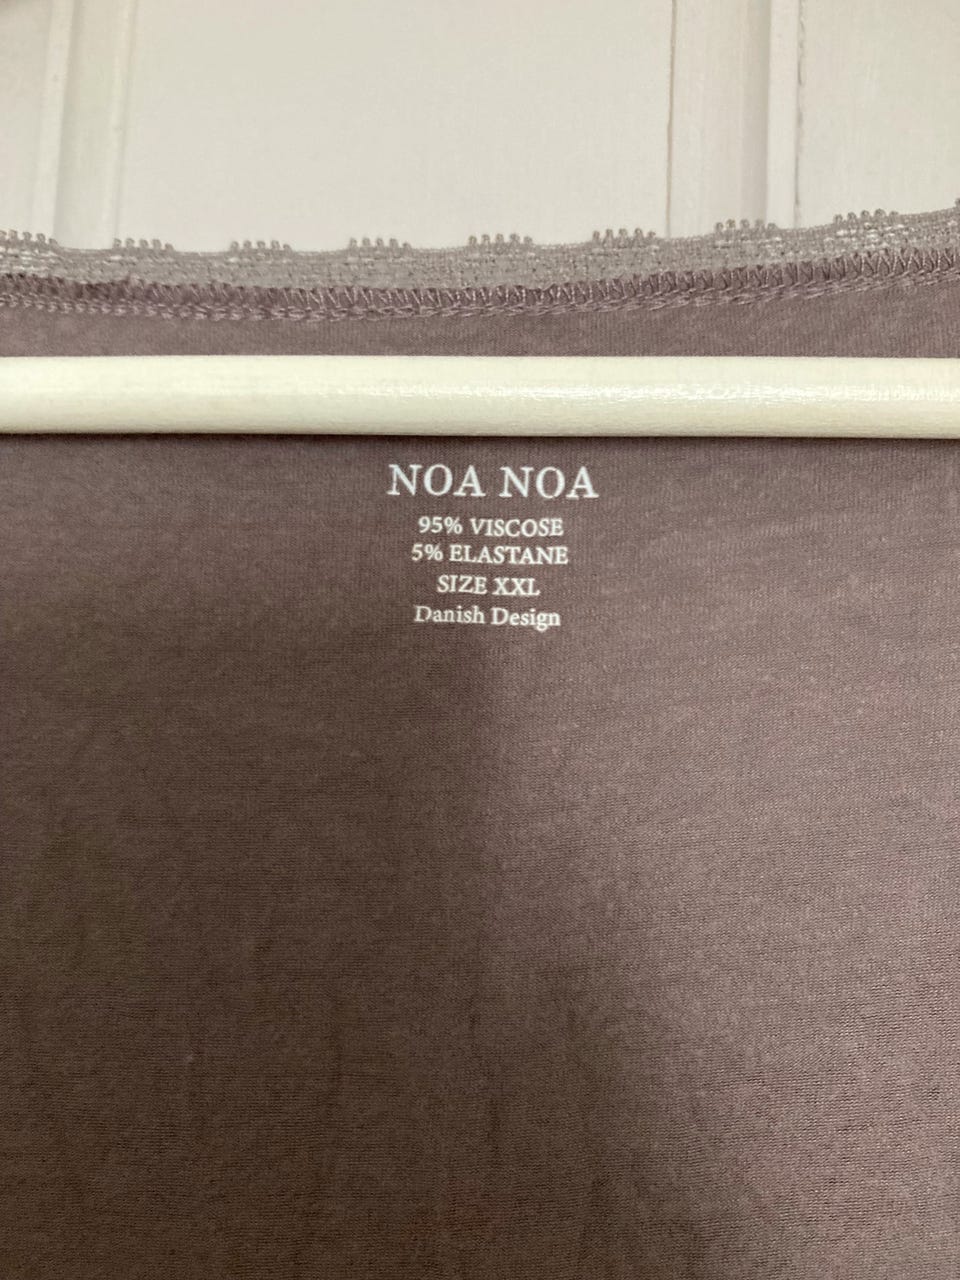 NOA NOA
95% VISCOSE
5% ELASTANE
SIZE XXL
Danish Design